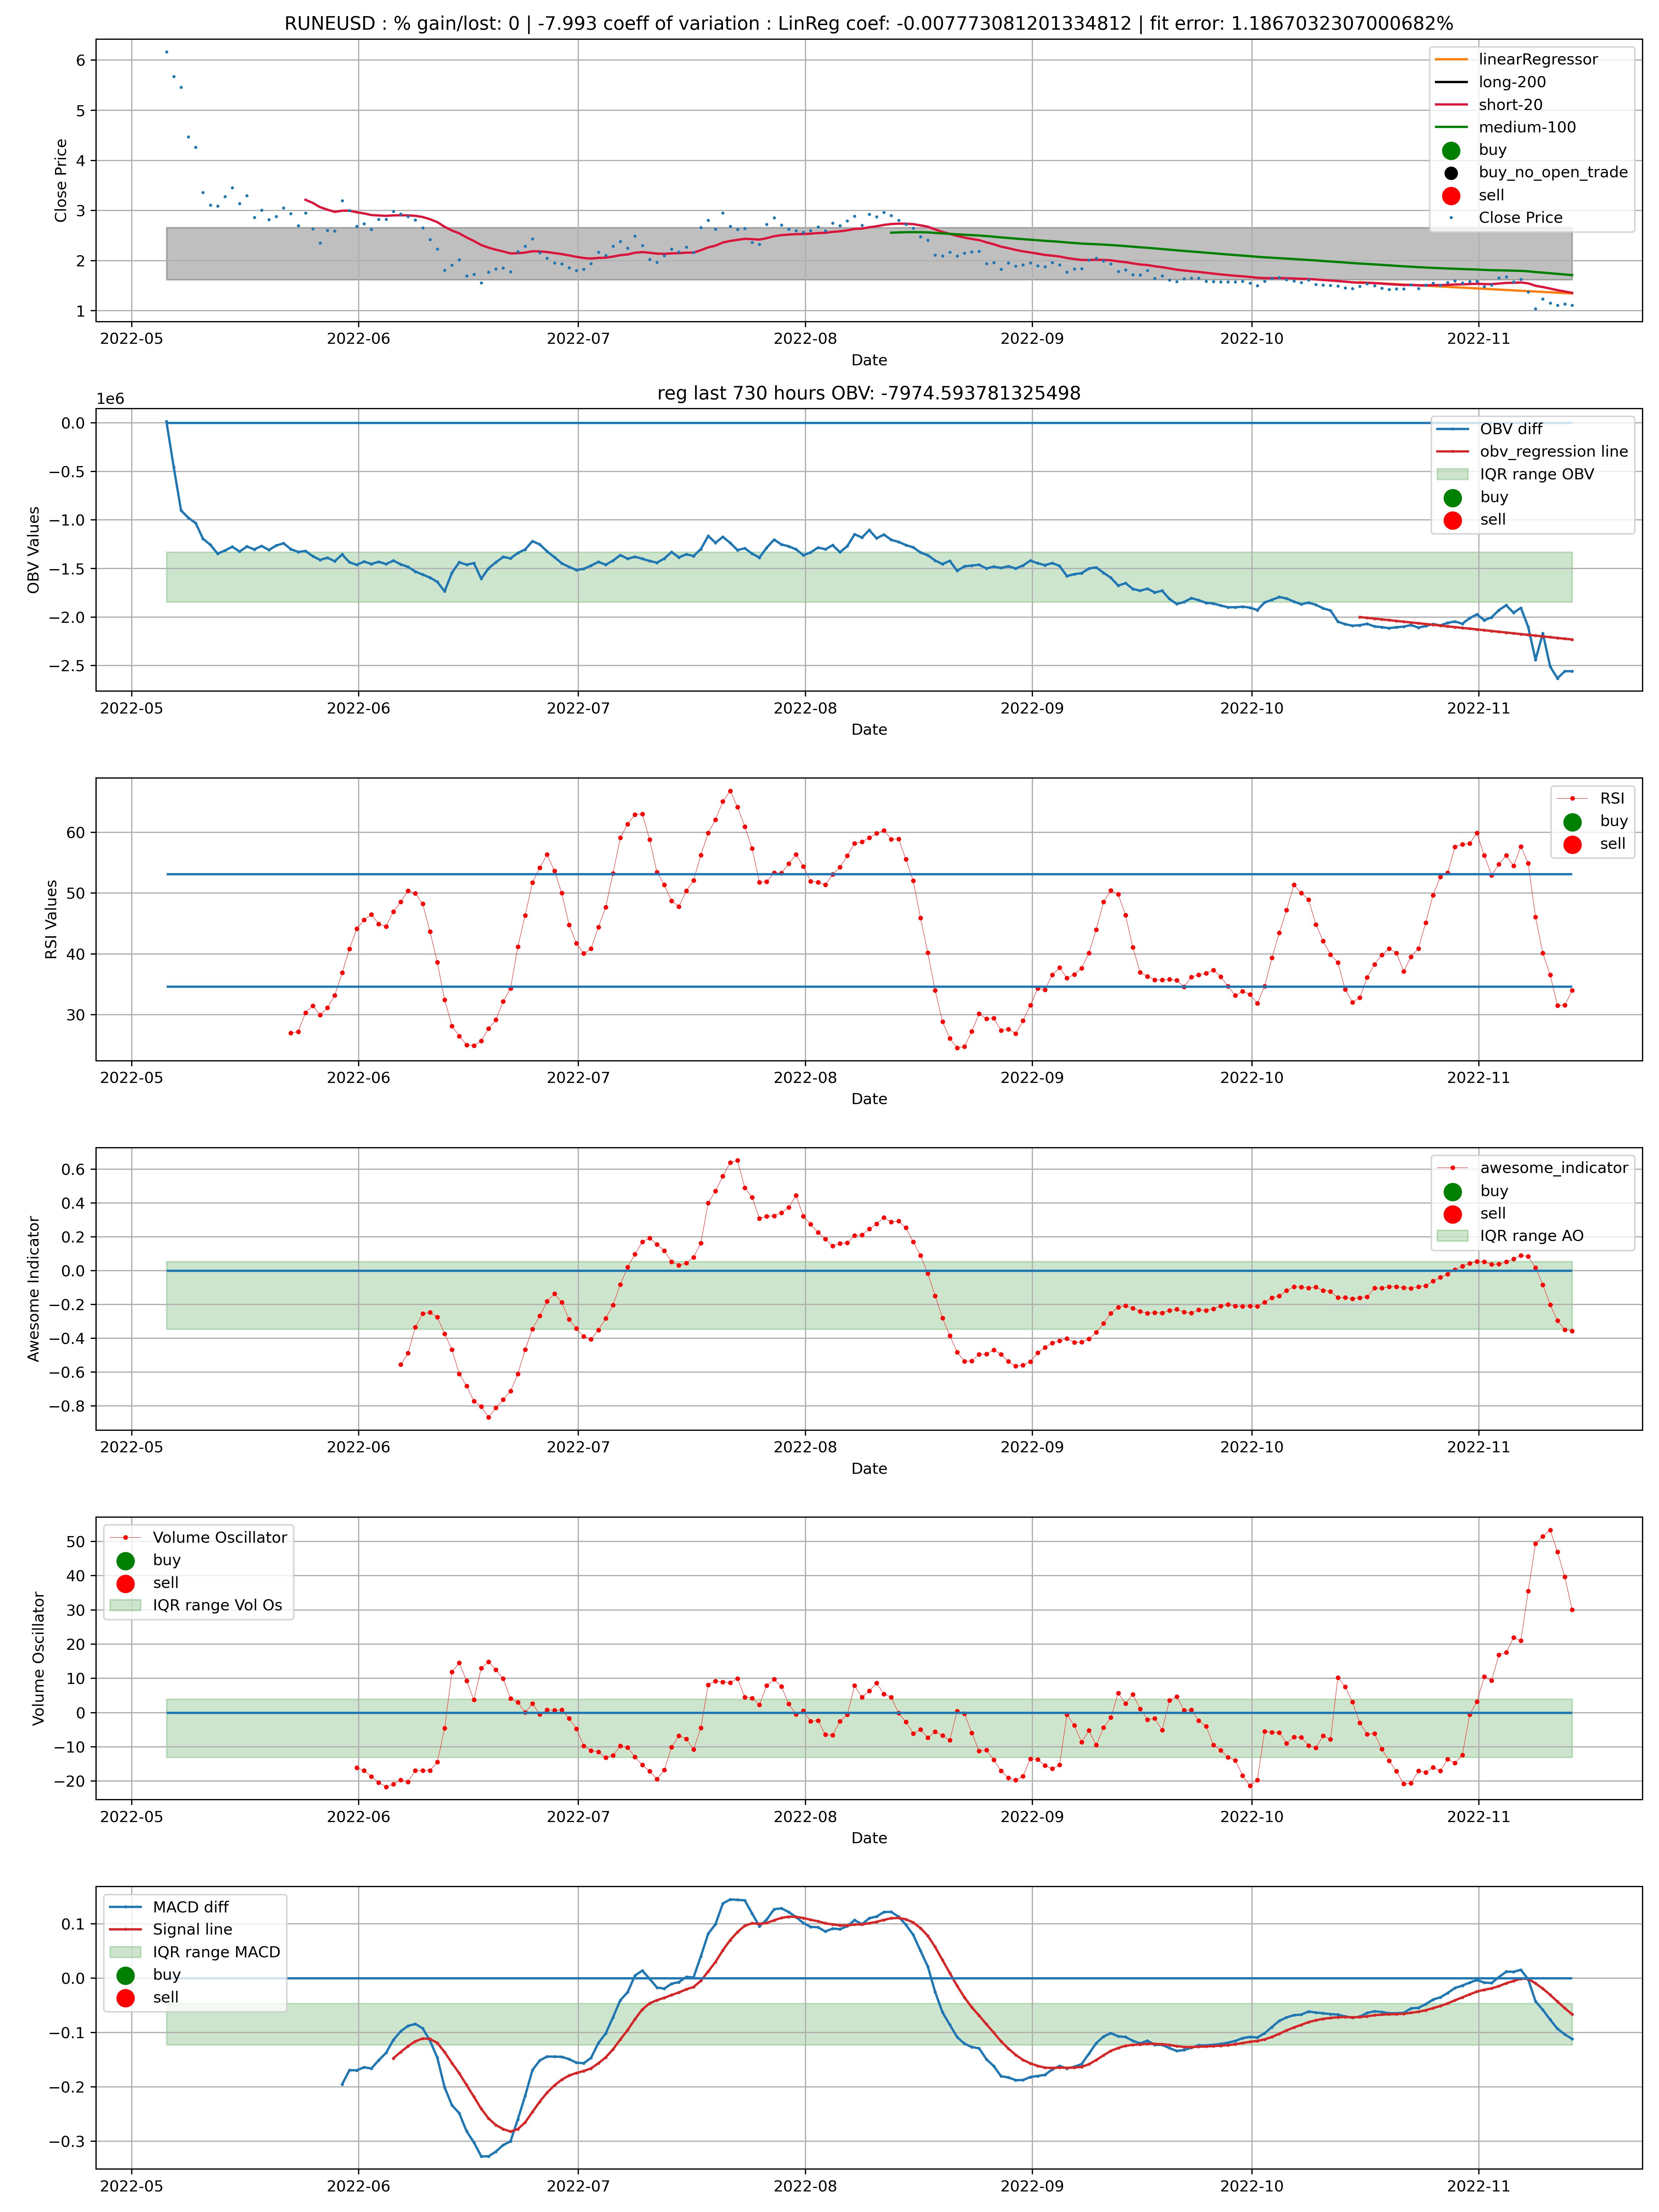 RUNEUSD : % gain/lost: 0 | -7.993 coeff of variation : LinReg coef: -0.007773081201334812 | fit error: 1.1867032307000682%
linearRegressor
long-200
short-20
medium-100
buy
buy_no_open_trade
sell
Close Price
Close Price
6
5
4
3
2
1
2022-05 2022-06 2022-07 2022-08 2022-09 2022-10 2022-11
Date
reg last 730 hours OBV: -7974.593781325498
1e6
OBV diff
obv_regression line
IQR range OBV
buy
sell
OBV Values
0.0
−0.5
−1.0
−1.5
−2.0
−2.5
2022-05 2022-06 2022-07 2022-08 2022-09 2022-10 2022-11
Date
RSI
buy
sell
RSI Values
60
50
40
30
2022-05 2022-06 2022-07 2022-08 2022-09 2022-10 2022-11
Date
awesome_indicator
buy
sell
IQR range AO
Awesome Indicator
0.6
0.4
0.2
0.0
−0.2
−0.4
−0.6
−0.8
2022-05 2022-06 2022-07 2022-08 2022-09 2022-10 2022-11
Date
Volume Oscillator
buy
sell
IQR range Vol Os
Volume Oscillator
50
40
30
20
10
0
−10
−20
2022-05 2022-06 2022-07 2022-08 2022-09 2022-10 2022-11
Date
MACD diff
Signal line
IQR range MACD
buy
sell
0.1
0.0
−0.1
−0.2
−0.3
2022-05 2022-06 2022-07 2022-08 2022-09 2022-10 2022-11